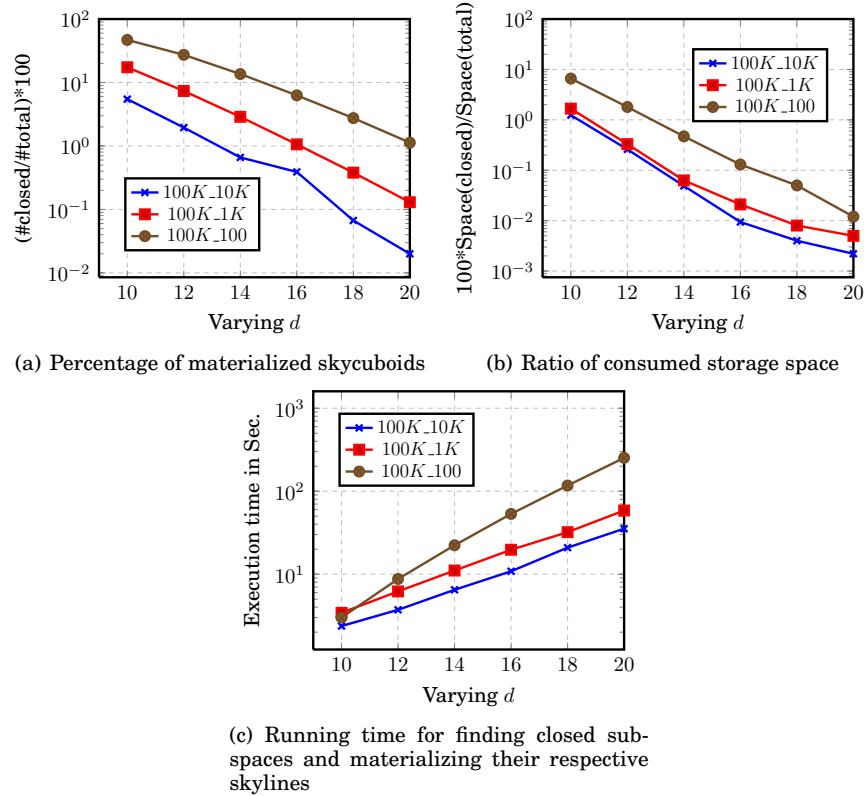 10^2
10^1
10^0
10^−1
10^−2
(#closed/#total)*100
100K_10K
100K_1K
100K_100
10 12 14 16 18 20
Varying d
(a) Percentage of materialized skycuboids
10^2
10^1
10^0
10^−1
10^−2
10^−3
100*Space(closed)/Space(total)
100K_10K
100K_1K
100K_100
10 12 14 16 18 20
Varying d
(b) Ratio of consumed storage space
10^3
10^2
10^1
Execution time in Sec.
100K_10K
100K_1K
100K_100
10 12 14 16 18 20
Varying d
(c) Running time for finding closed sub-
spaces and materializing their respective
skylines